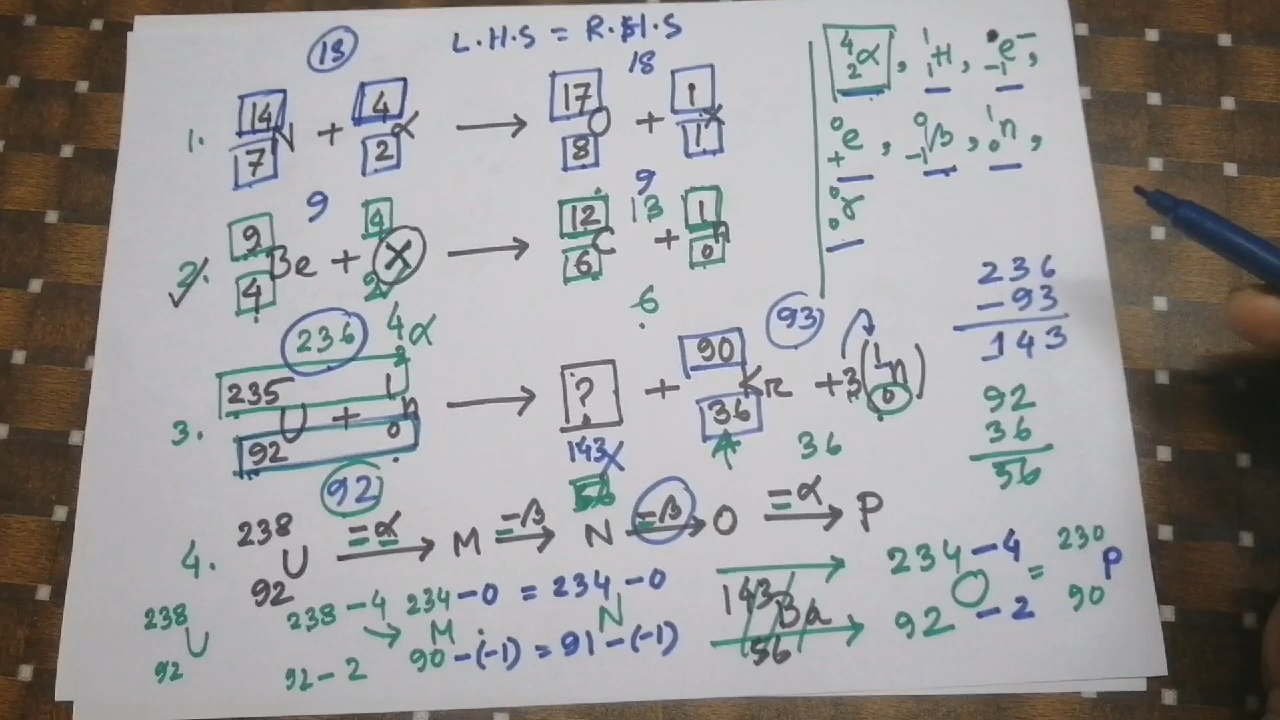 L.H.S = R.H.S
18 18
1. 14 7 N + 4 2 α → 17 8 O + 1 1 X
9 9
2. 9 4 Be + 4 2 X → 12 6 C + 1 0 n
13
6
4 2 α, 1 1 H, e⁻ -1,
0 + e, 0 -1 β, 1 0 n,
0 0 γ
236 4 2 α 93
3. 235 92 U + 1 0 n → ? + 90 36 Kr + 3(1 0 n)
92 143 56 X 36
236
-93
143
92
36
56
4. 238 92 U =α→ M -β→ N =β→ O =α→ P
238 92 U 238-4 92-2 → 234 90 M -0 -(-1) = 234 91 N -0 -(-1) → 234 92 O -4 -2 = 230 90 P
143 56 Ba